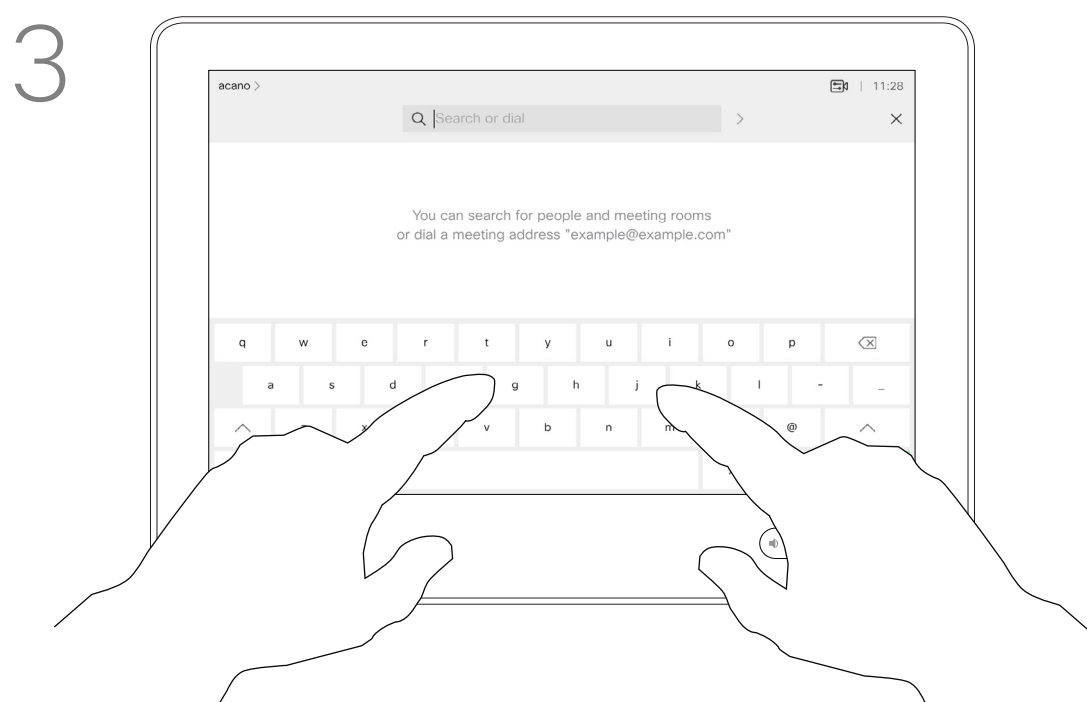 3
acano >
11:28
Search or dial
You can search for people and meeting rooms
or dial a meeting address "example@example.com"
q w e r t y u i o p
a s d g h j k l - _
x v b n m @